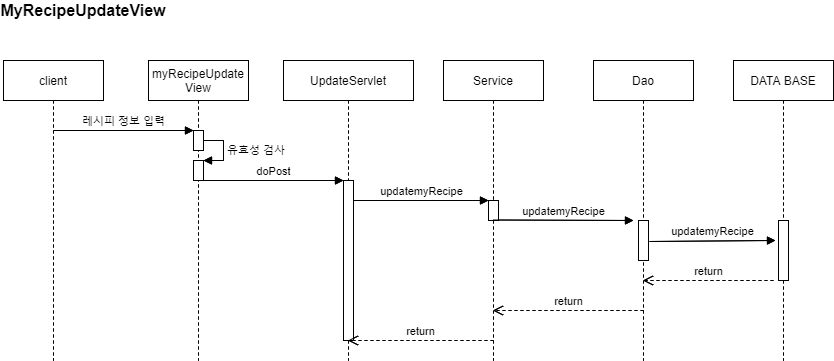 MyRecipeUpdateView
client
myRecipeUpdate
View
UpdateServlet
Service
Dao
DATA BASE
레시피 정보 입력
유효성 검사
doPost
updatemyRecipe
updatemyRecipe
updatemyRecipe
return
return
return